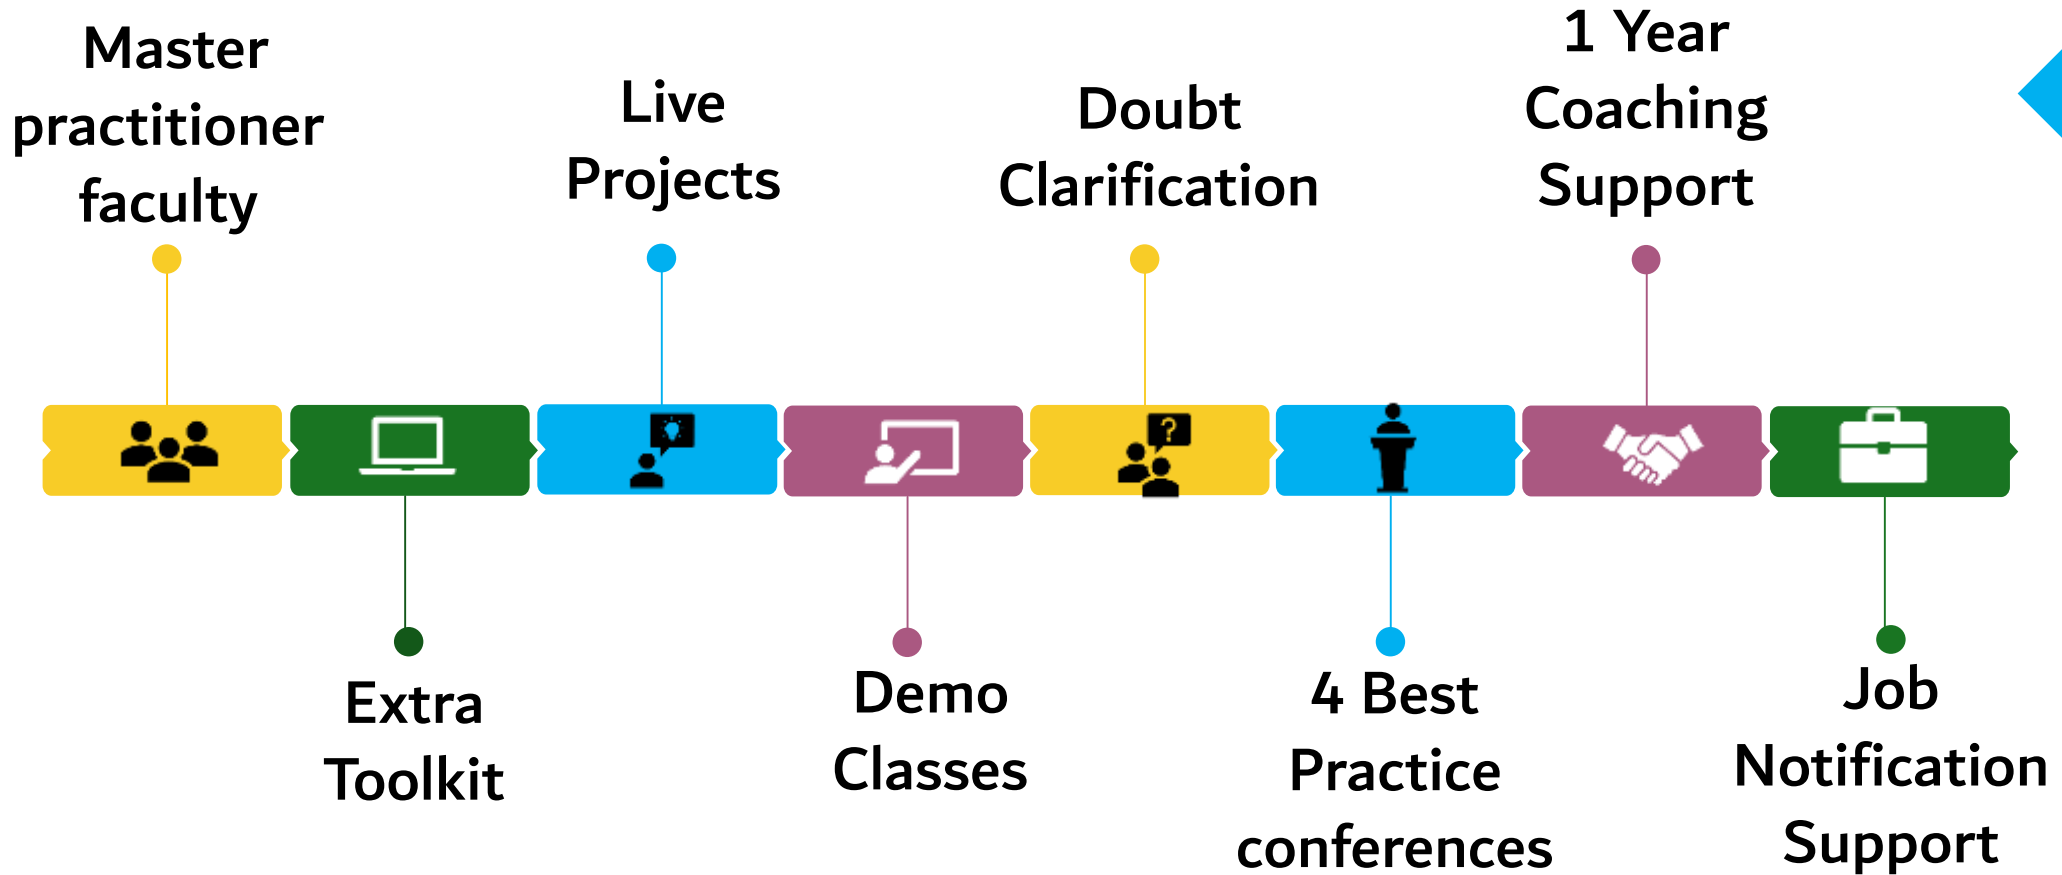 Master
practitioner
faculty
Extra
Toolkit
Live
Projects
Demo
Classes
Doubt
Clarification
4 Best
Practice
conferences
1 Year
Coaching
Support
Job
Notification
Support
?